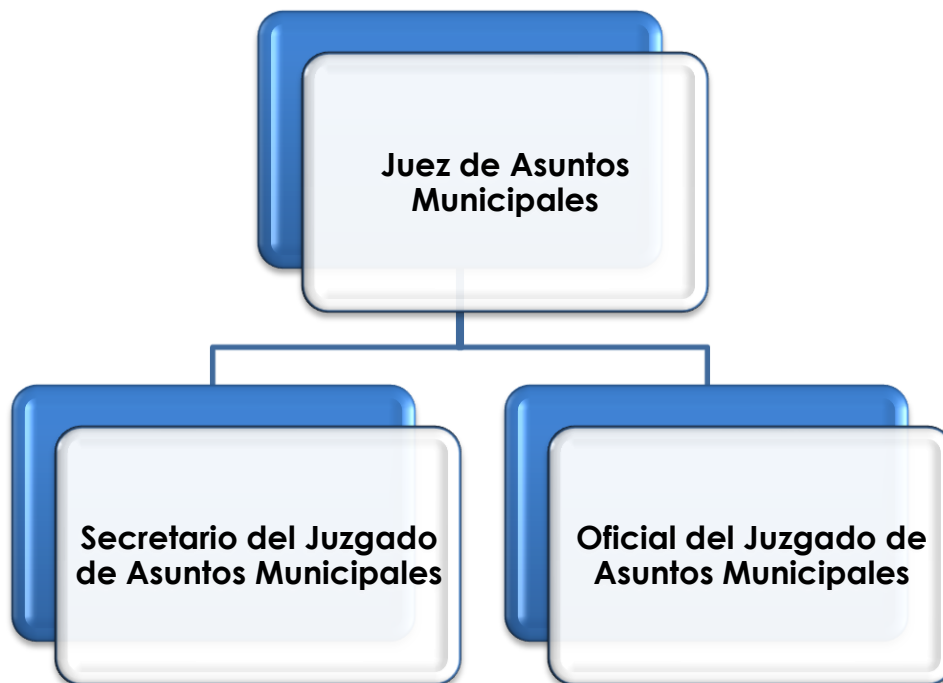 Juez de Asuntos
Municipales
Secretario del Juzgado
de Asuntos Municipales
Oficial del Juzgado de
Asuntos Municipales